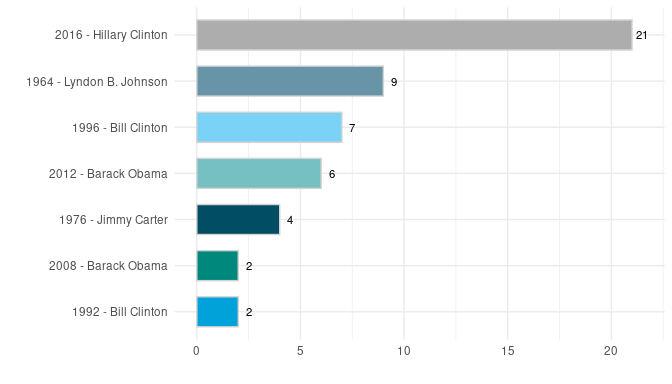 2016 - Hillary Clinton 21
1964 - Lyndon B. Johnson 9
1996 - Bill Clinton 7
2012 - Barack Obama 6
1976 - Jimmy Carter 4
2008 - Barack Obama 2
1992 - Bill Clinton 2
0 5 10 15 20